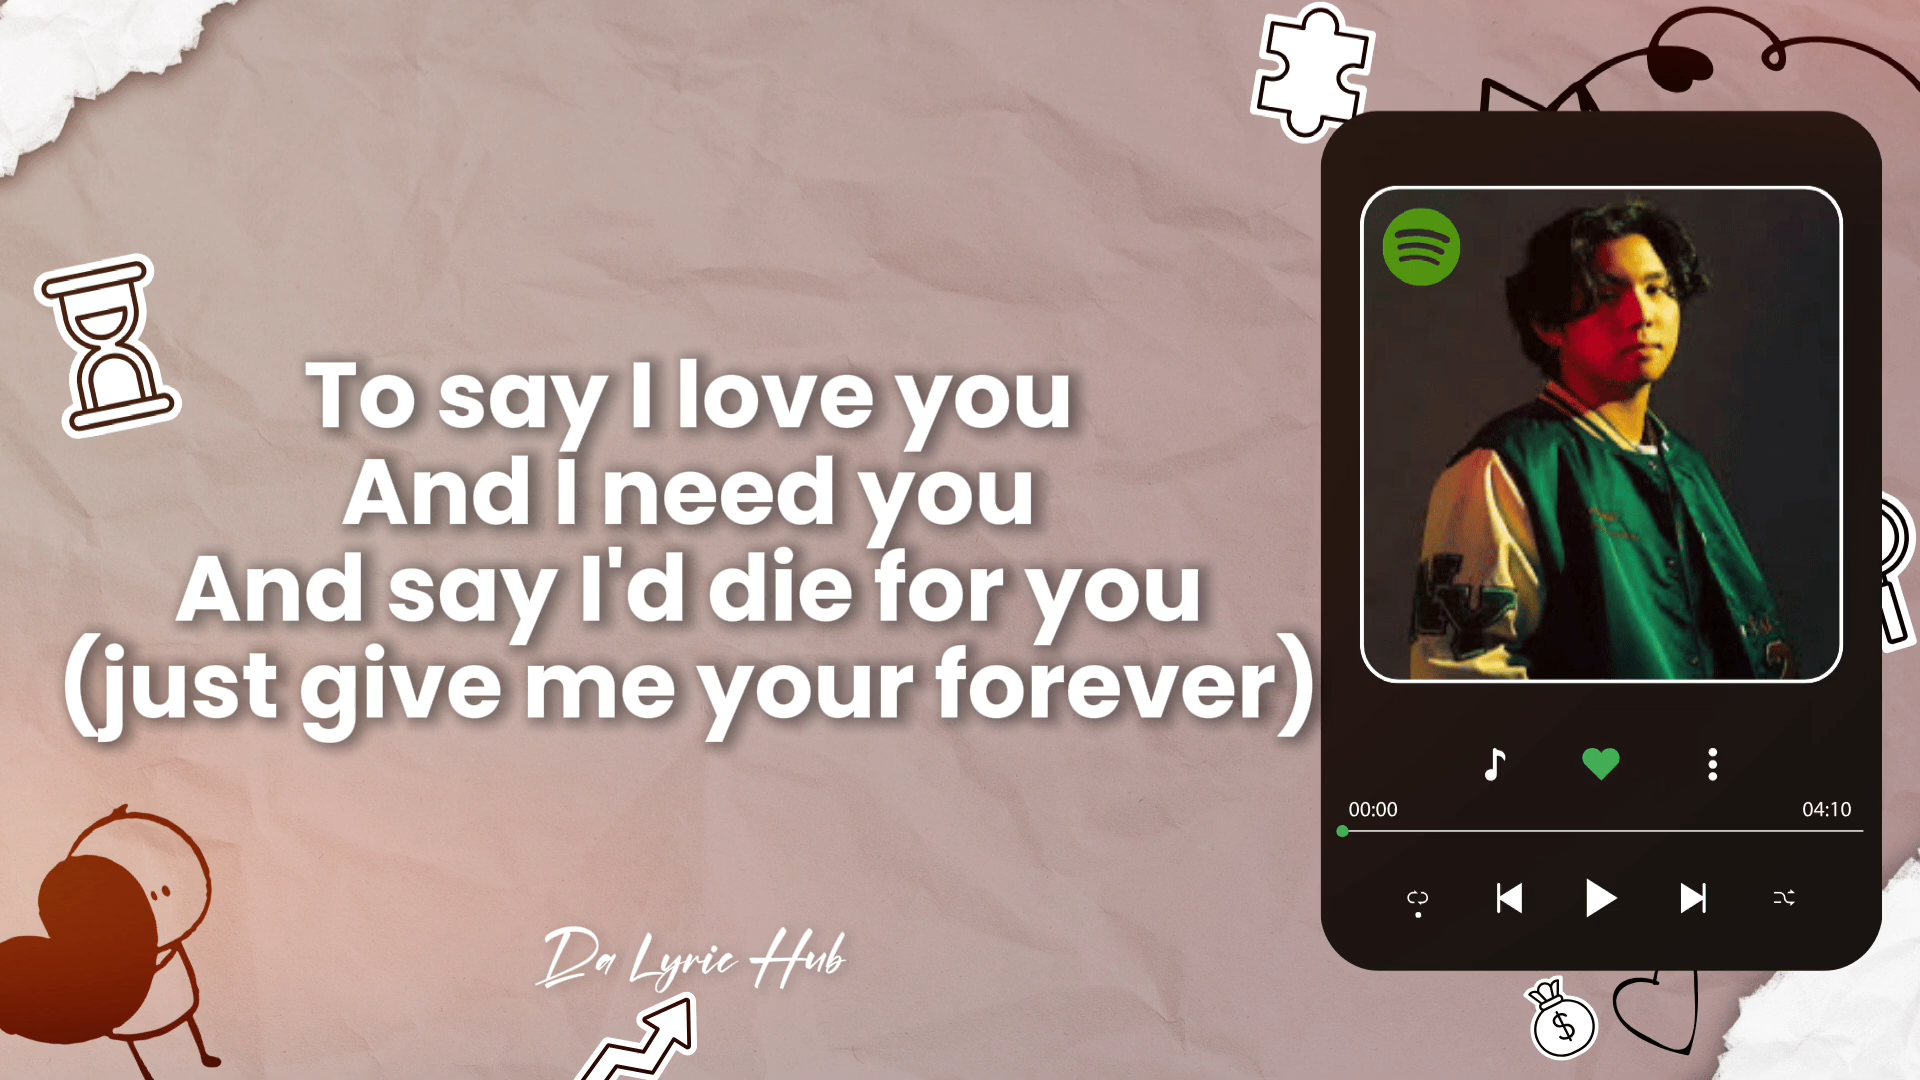 To say I love you
And I need you
And say I'd die for you
(just give me your forever)
00:00
04:10
Da Lyric Hub
$